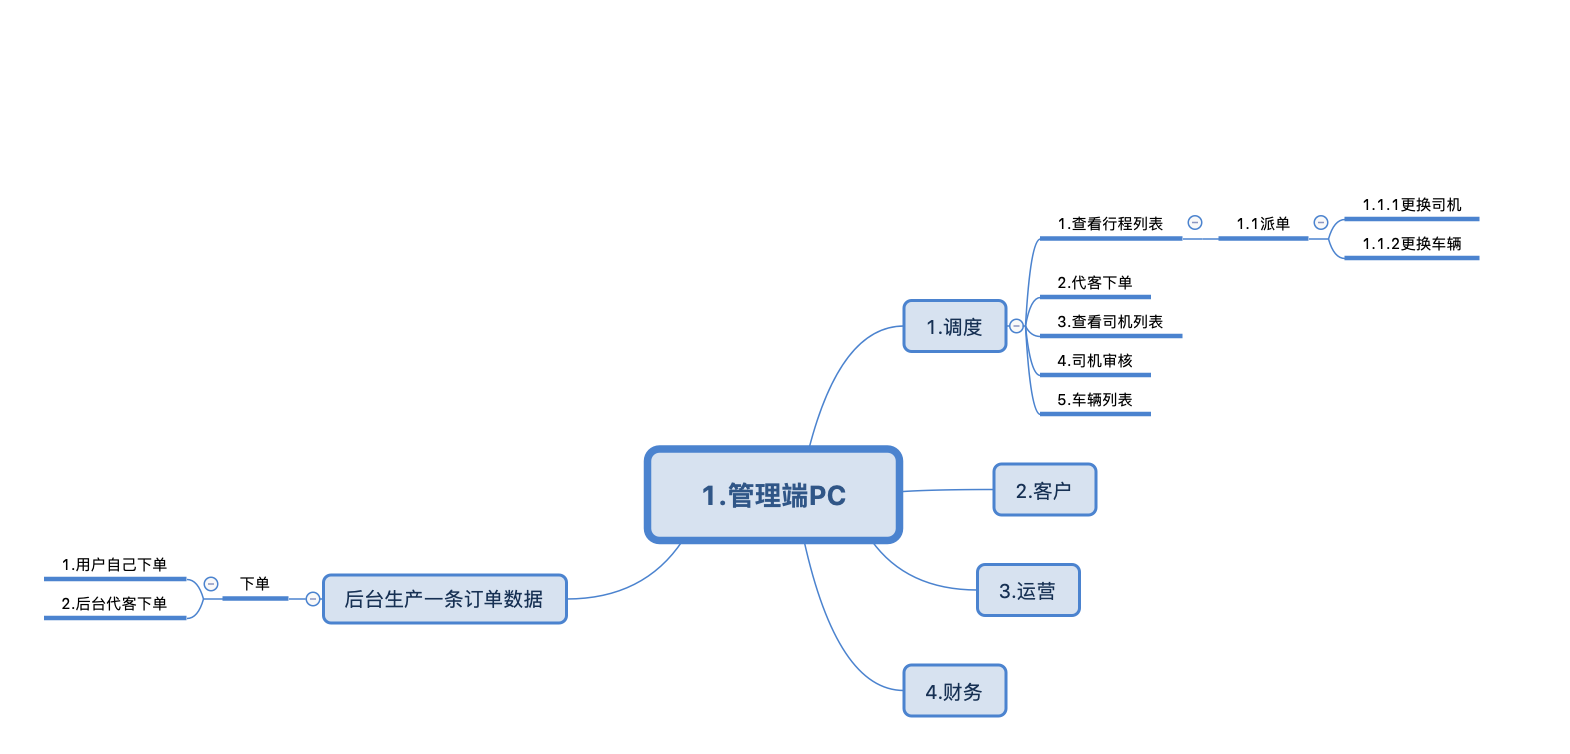 1.管理端PC
1.调度
1.查看行程列表
1.1派单
1.1.1更换司机
1.1.2更换车辆
2.代客下单
3.查看司机列表
4.司机审核
5.车辆列表
2.客户
3.运营
4.财务
后台生产一条订单数据
下单
1.用户自己下单
2.后台代客下单